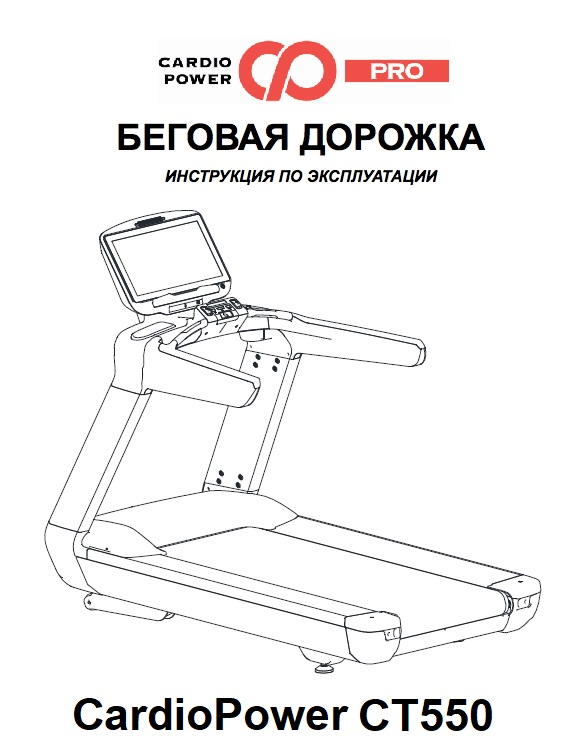 CARDIO
POWER
PRO
БЕГОВАЯ ДОРОЖКА
ИНСТРУКЦИЯ ПО ЭКСПЛУАТАЦИИ
CardioPower CT550